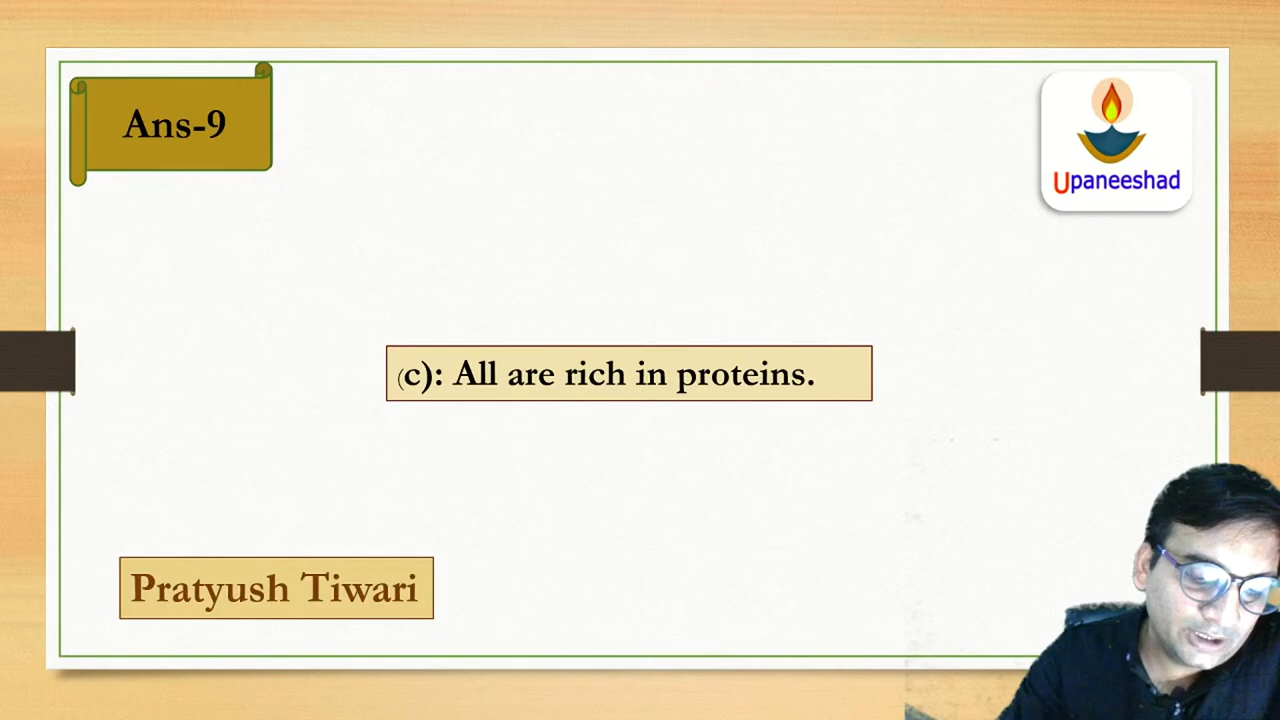 Ans-9
Upaneeshad
(c): All are rich in proteins.
Pratyush Tiwari